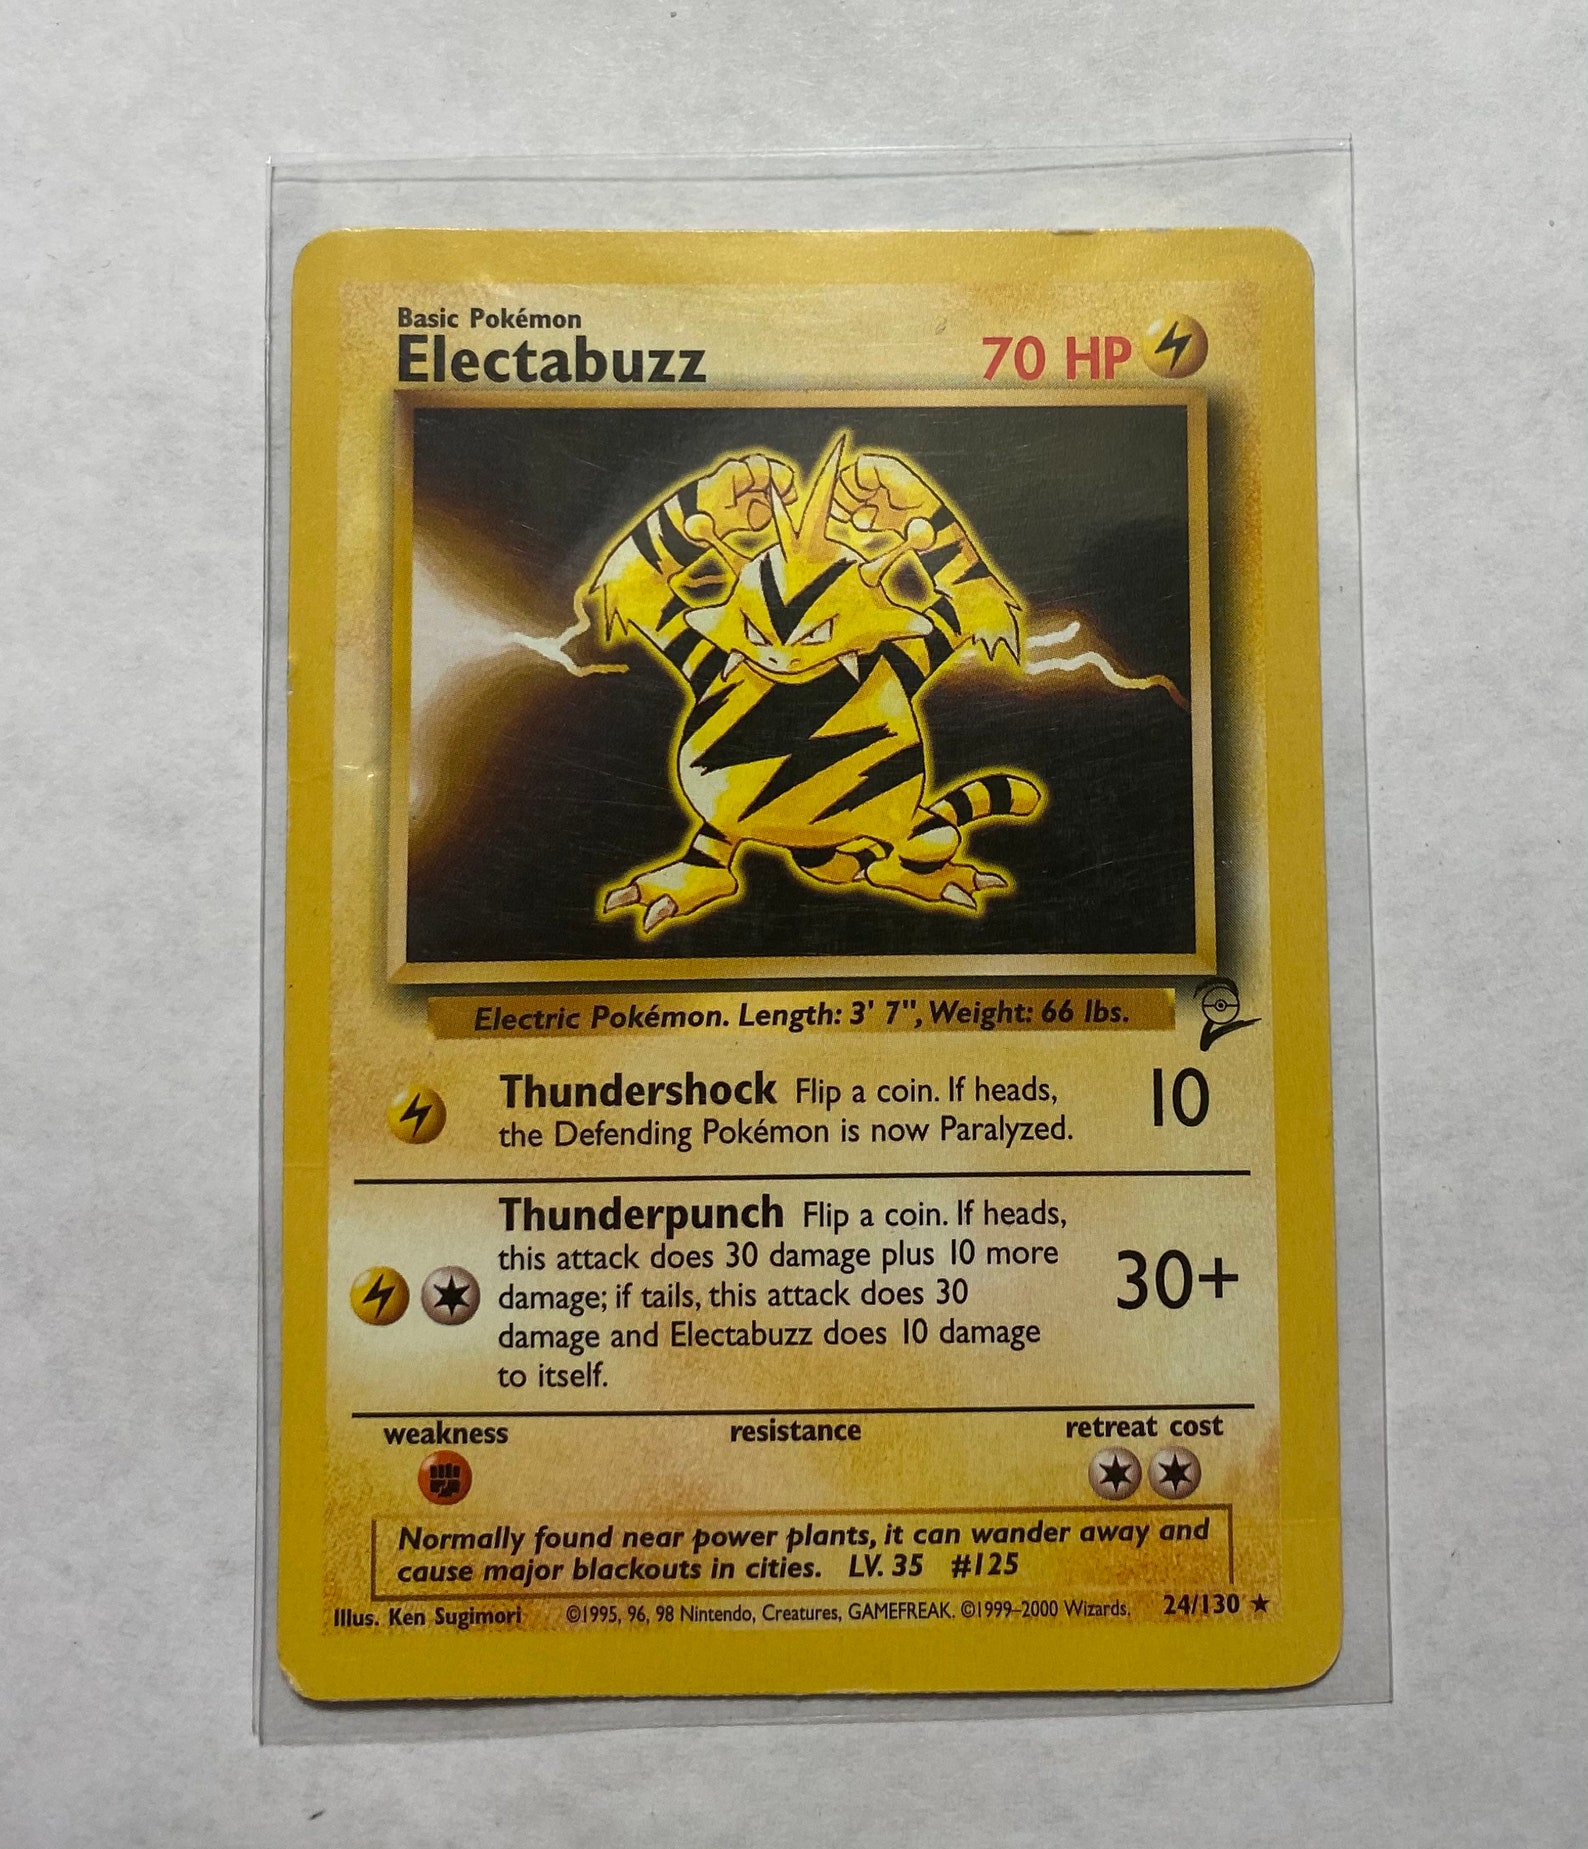 Basic Pokémon
Electabuzz
70 HP
Electric Pokémon. Length: 3' 7", Weight: 66 lbs.
Thundershock Flip a coin. If heads,
the Defending Pokémon is now Paralyzed.
10
Thunderpunch Flip a coin. If heads,
this attack does 30 damage plus 10 more
damage; if tails, this attack does 30
damage and Electabuzz does 10 damage
to itself.
30+
weakness resistance retreat cost
Normally found near power plants, it can wander away and
cause major blackouts in cities. LV. 35 #125
Illus. Ken Sugimori ©1995, 96, 98 Nintendo, Creatures, GAMEFREAK. ©1999–2000 Wizards. 24/130 ★